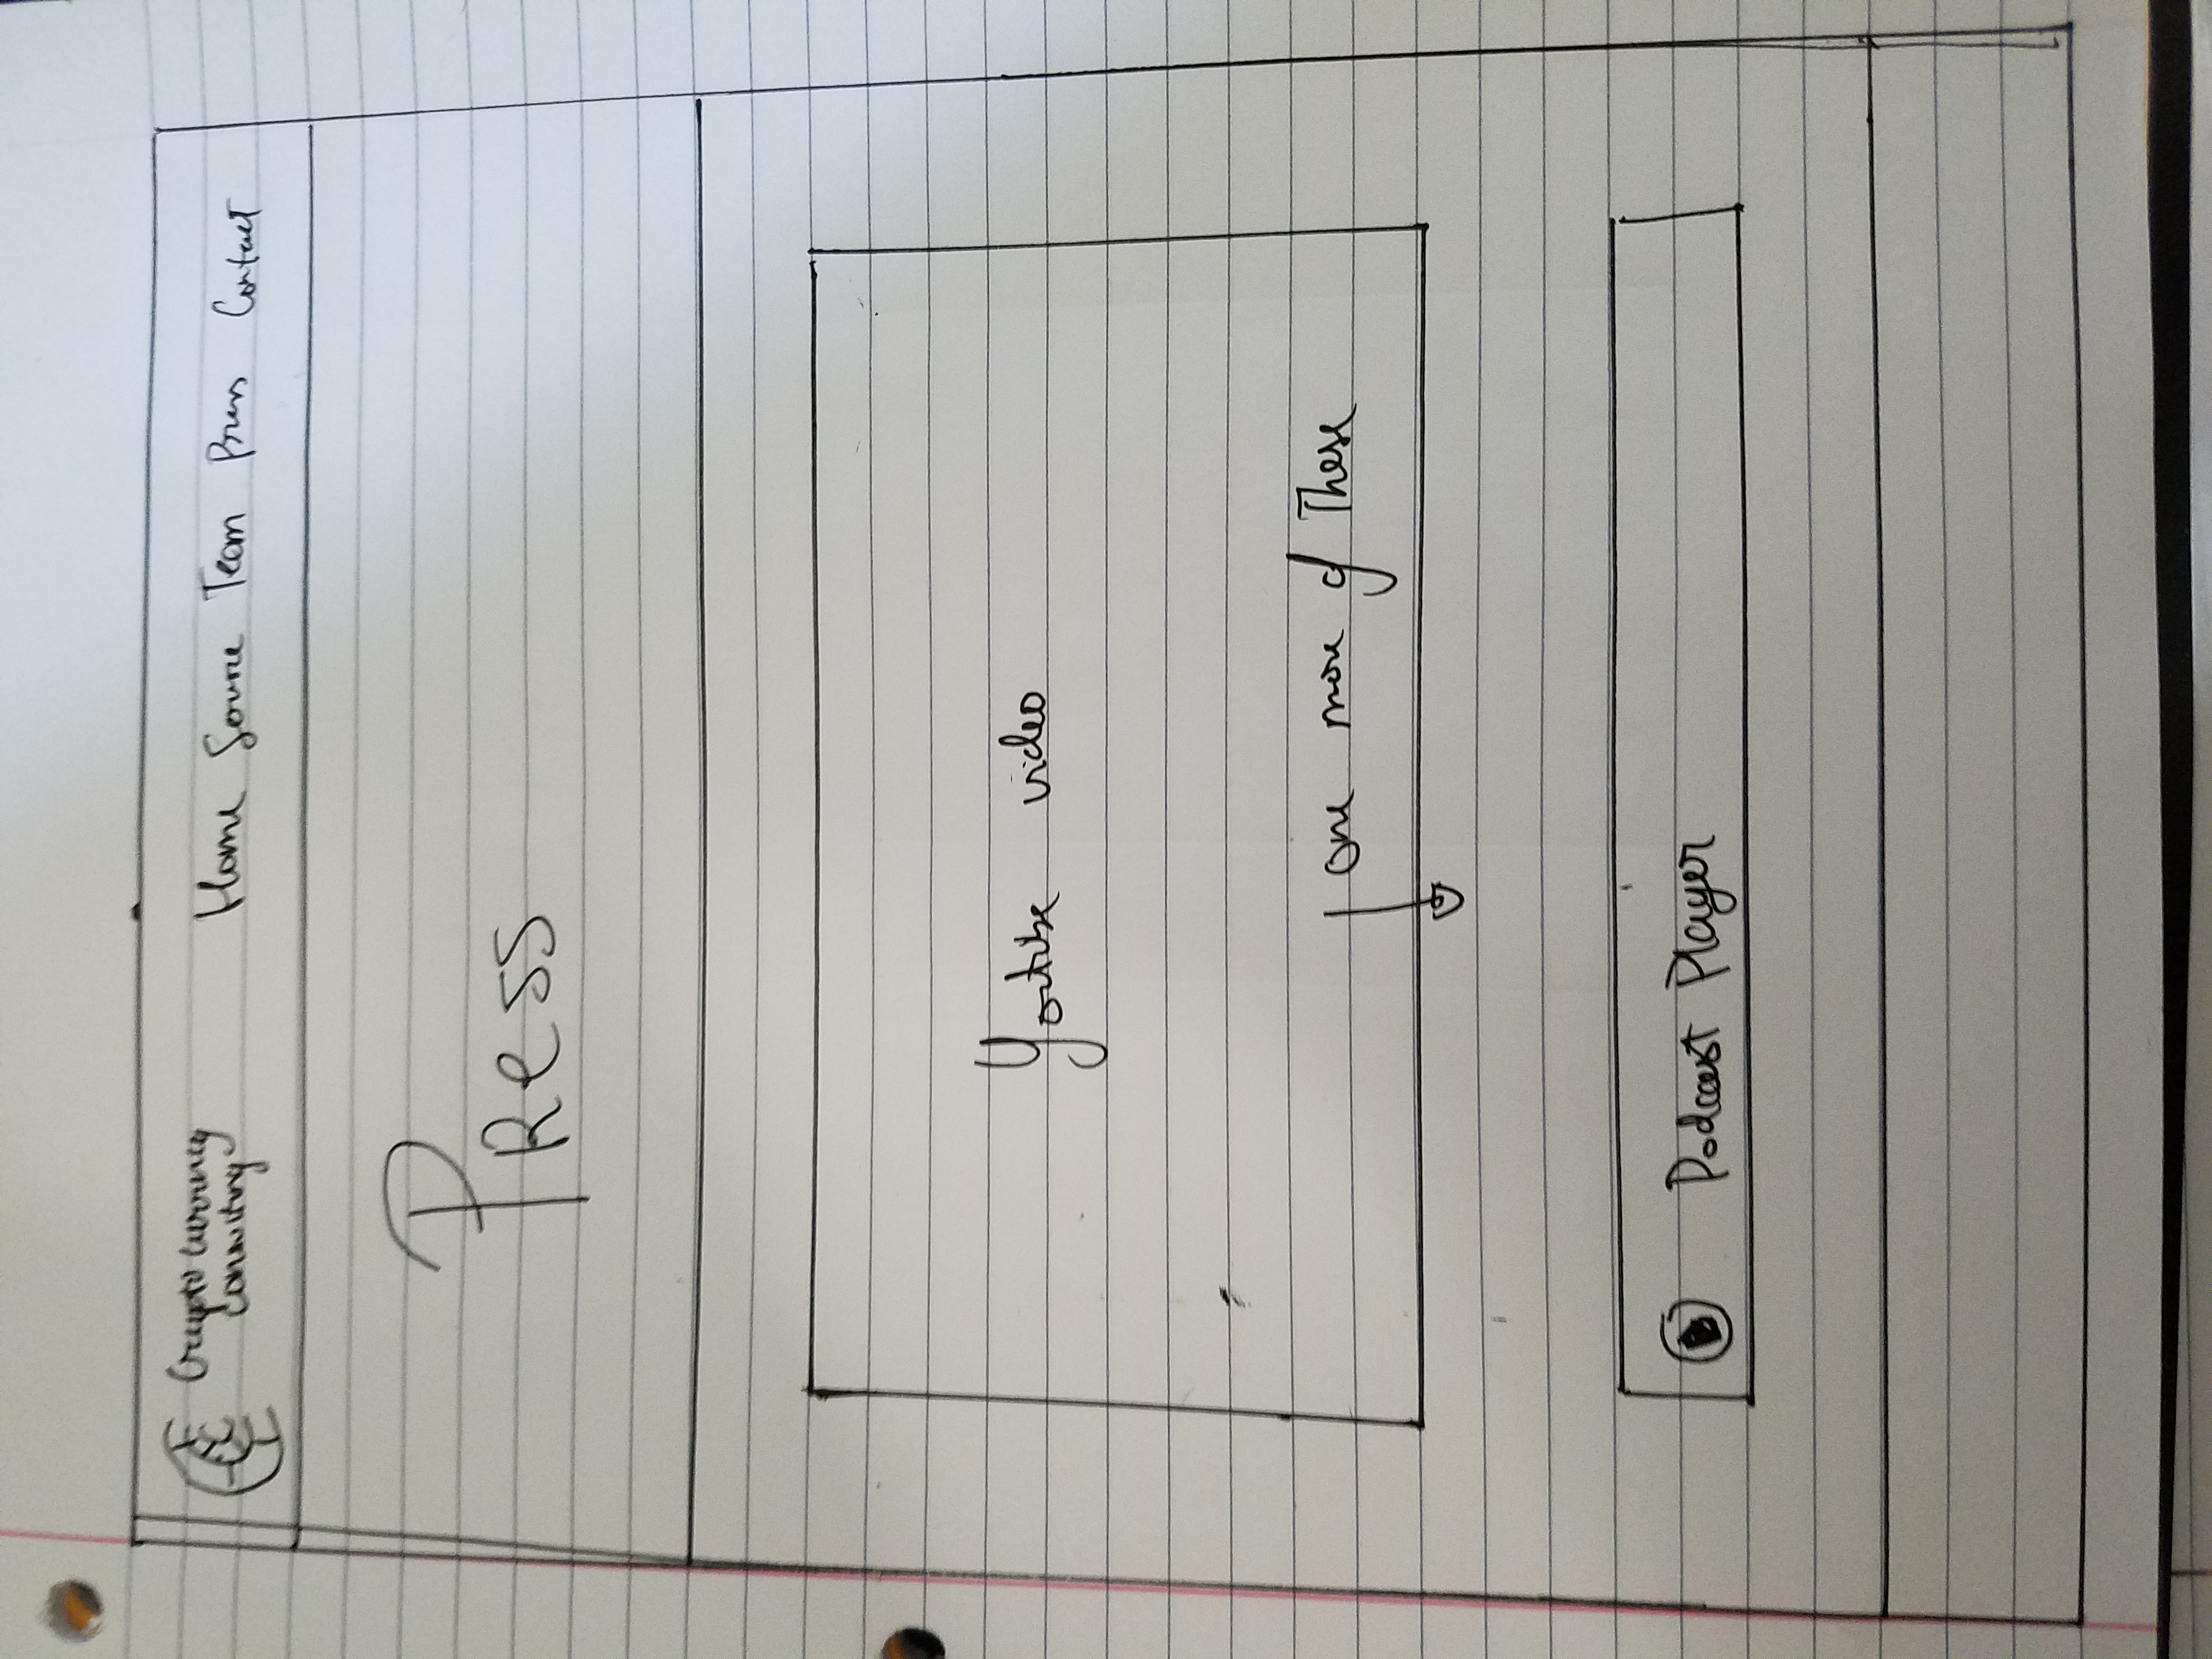 Crypto currency
Consulting
Home Source Team Press Contact
PRess
Youtube video
one more of These
Podcast Player